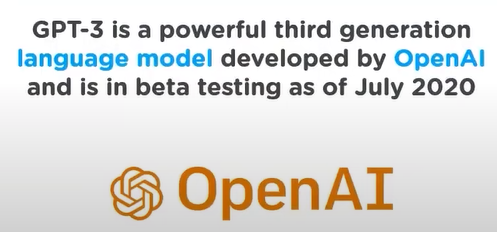 GPT-3 is a powerful third generation
language model developed by OpenAI
and is in beta testing as of July 2020
OpenAI